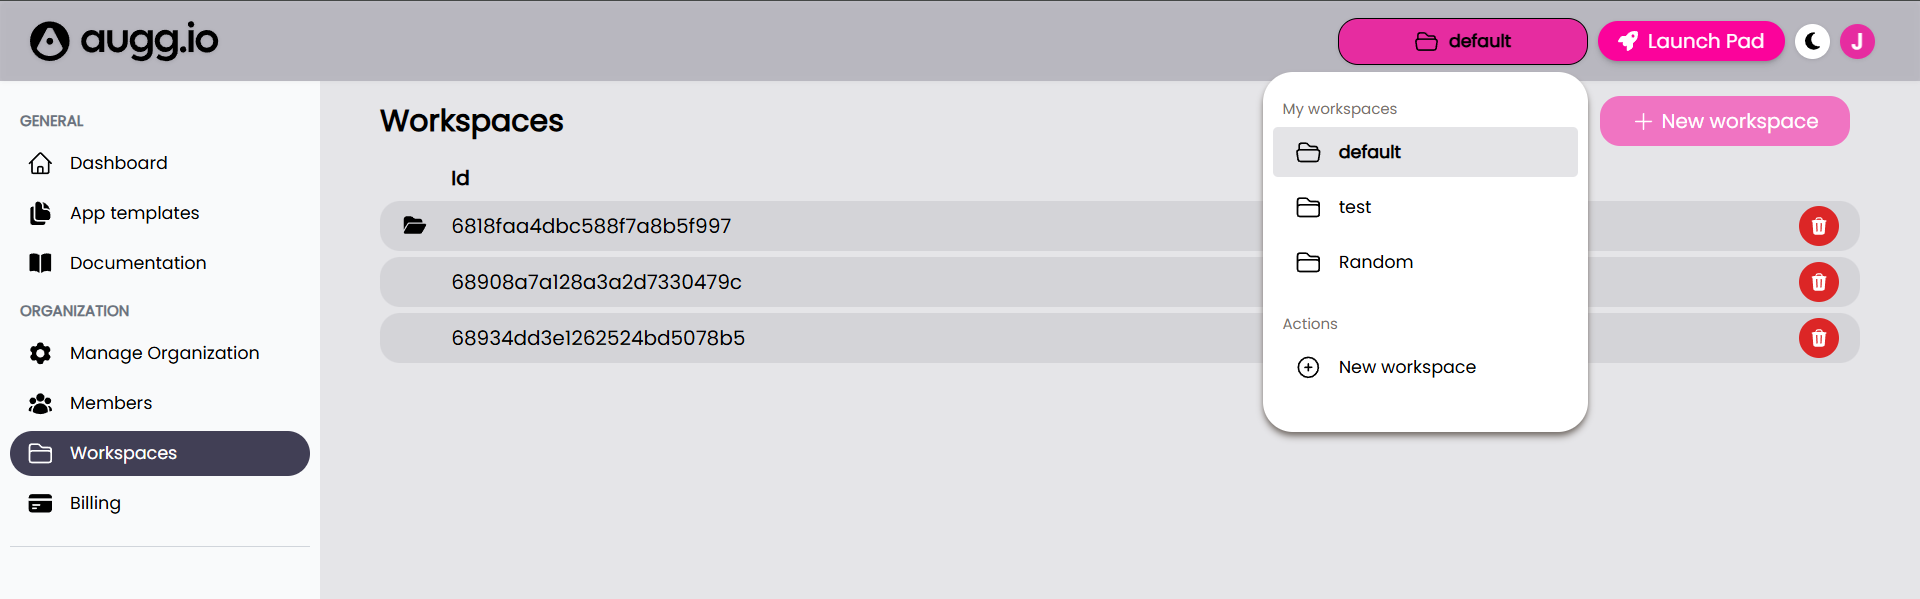 augg.io
default
Launch Pad
J
GENERAL
Dashboard
App templates
Documentation
ORGANIZATION
Manage Organization
Members
Workspaces
Billing
Workspaces
New workspace
Id
6818faa4dbc588f7a8b5f997
68908a7a128a3a2d7330479c
68934dd3e1262524bd5078b5
My workspaces
default
test
Random
Actions
New workspace